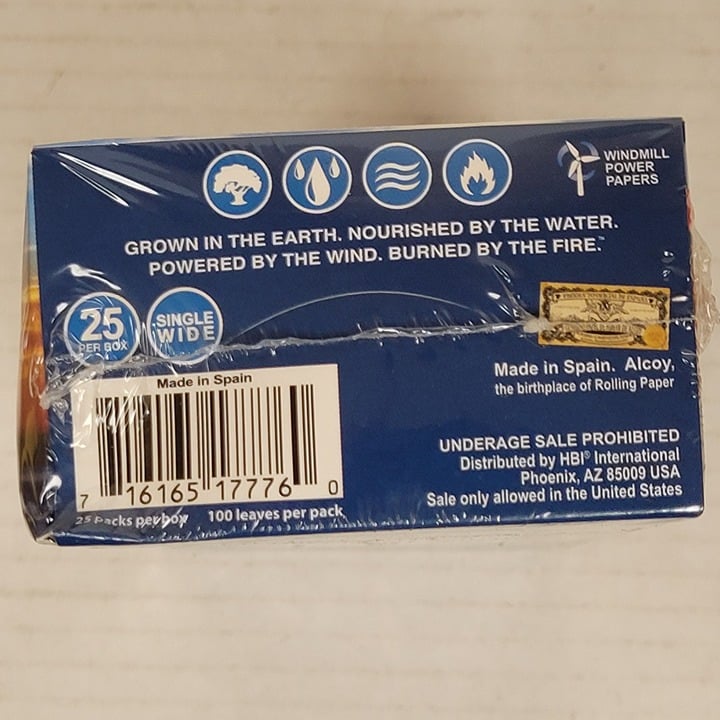 WINDMILL
POWER
PAPERS
GROWN IN THE EARTH. NOURISHED BY THE WATER.
POWERED BY THE WIND. BURNED BY THE FIRE.™
25
PER BOX
SINGLE
WIDE
Made in Spain. Alcoy,
the birthplace of Rolling Paper
Made in Spain
7 16165 17776 0
25 Packs per box 100 leaves per pack
UNDERAGE SALE PROHIBITED
Distributed by HBI® International
Phoenix, AZ 85009 USA
Sale only allowed in the United States